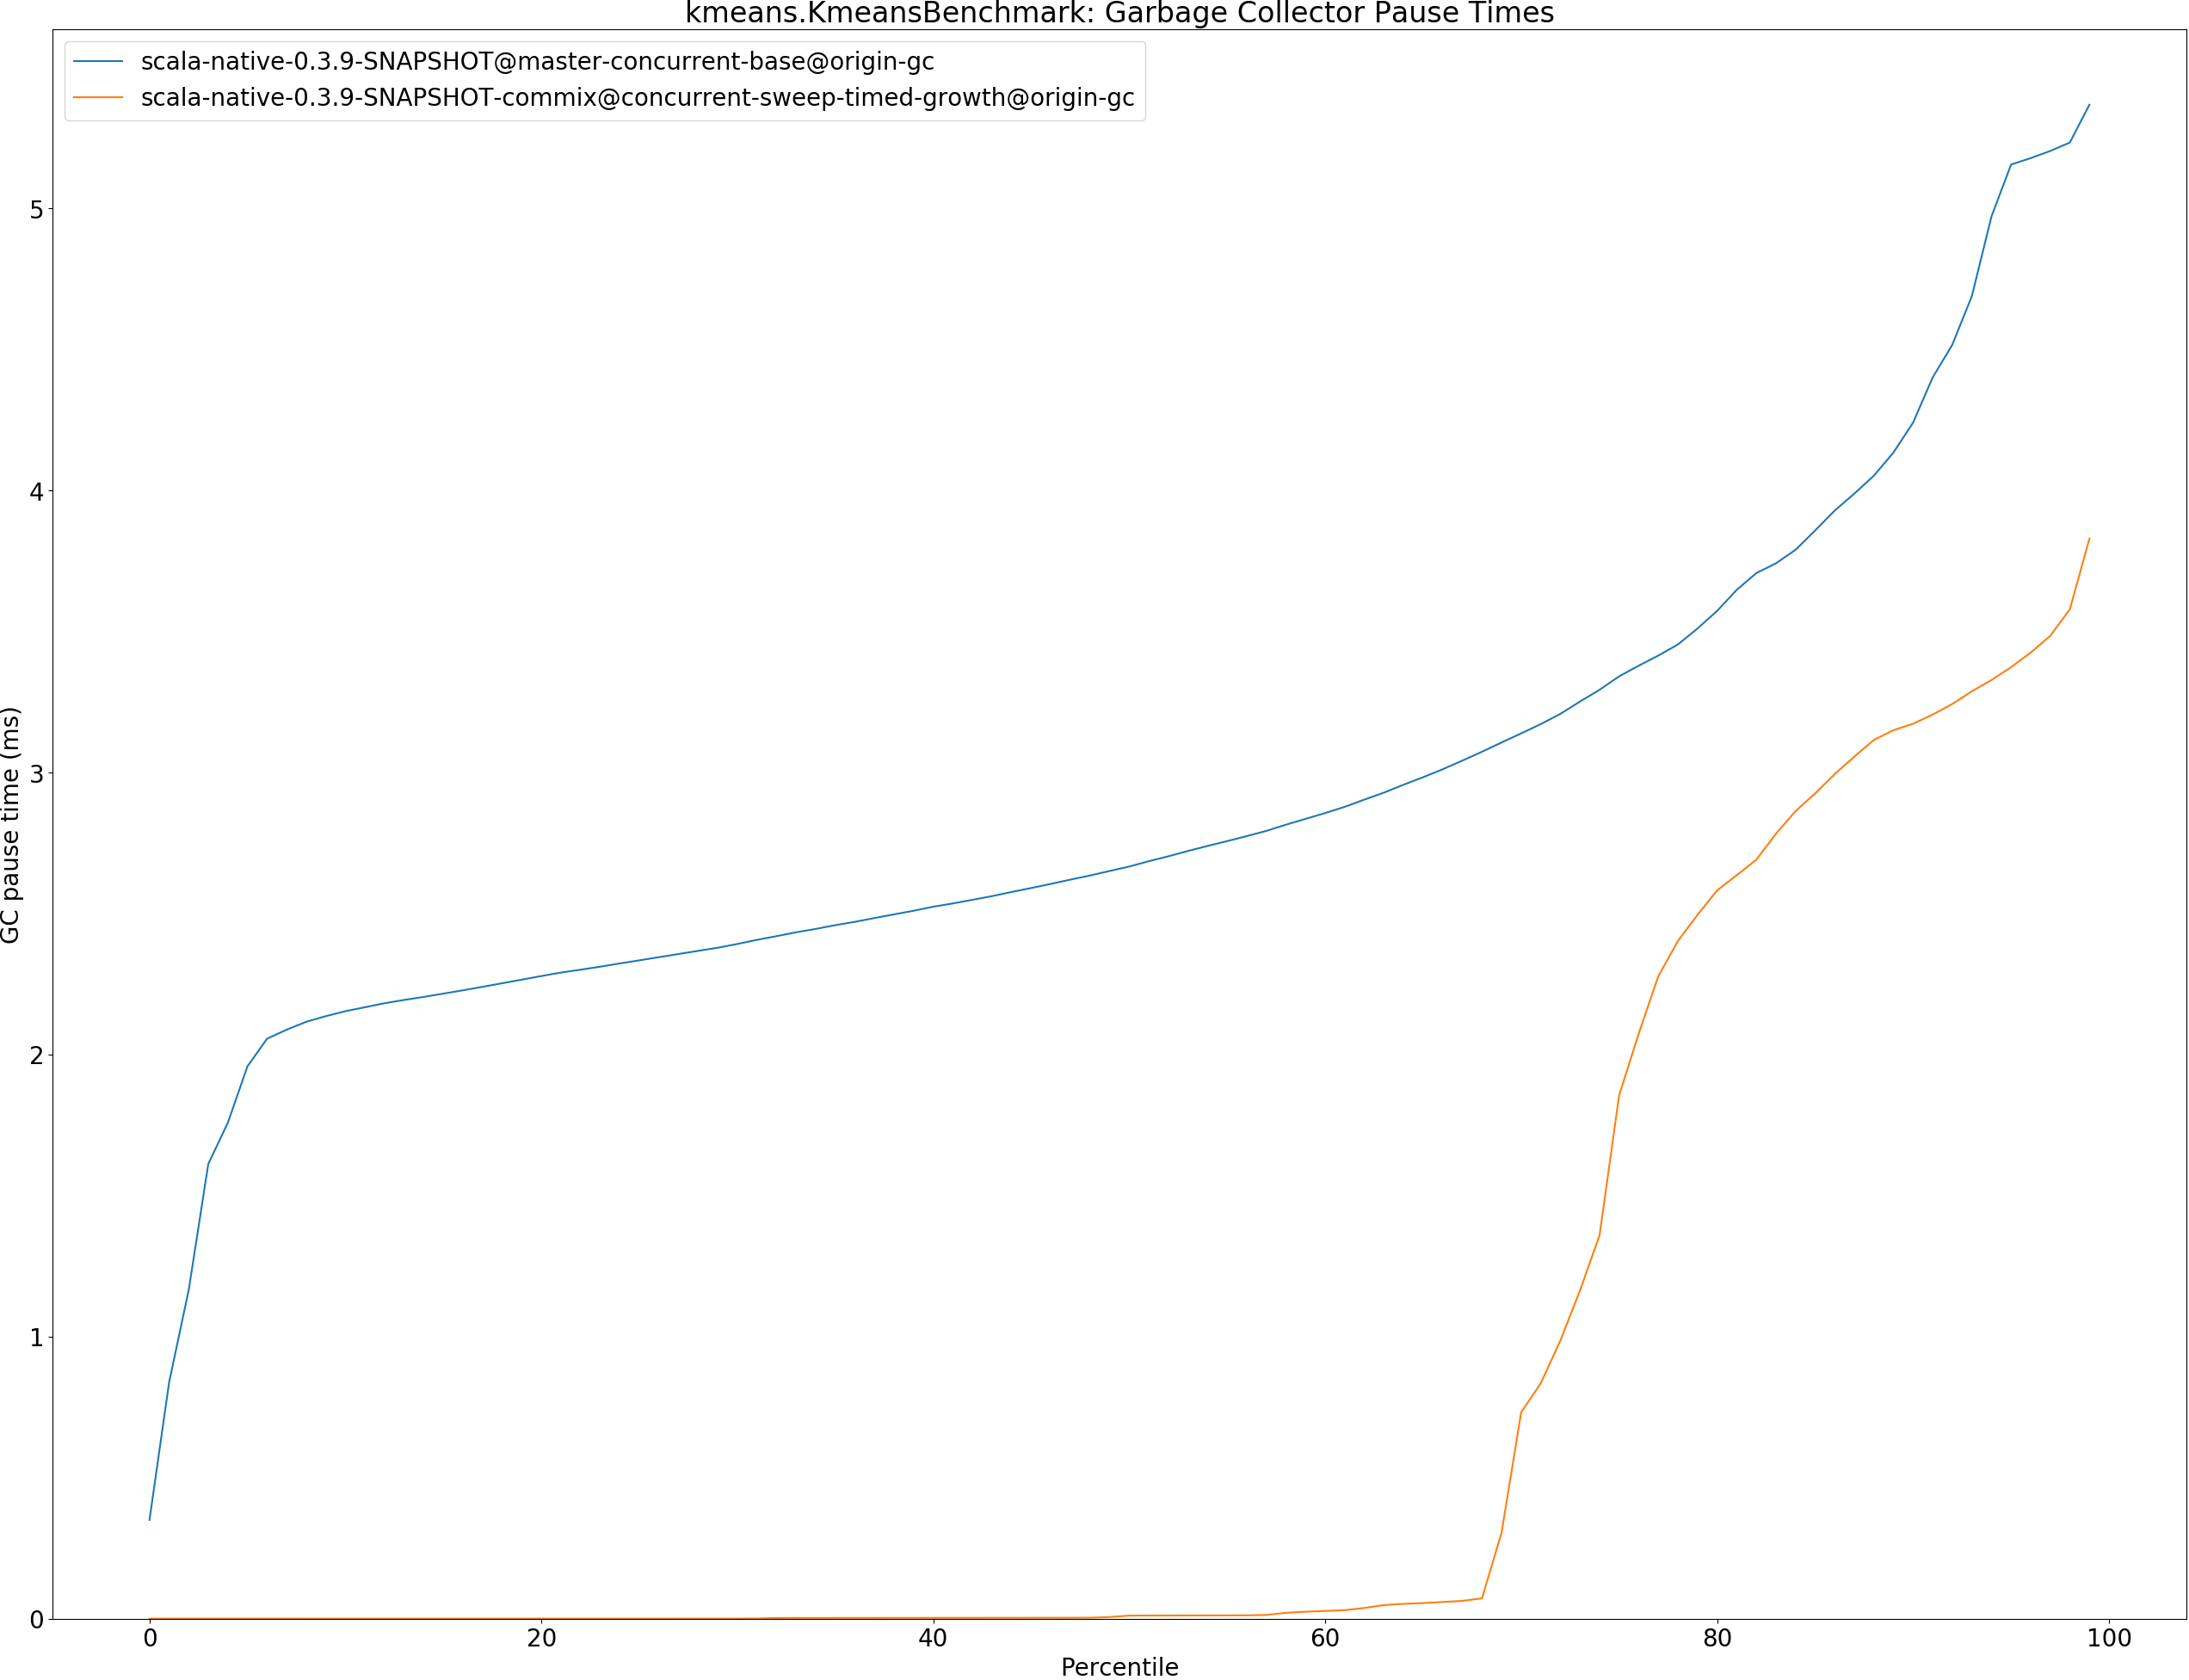 kmeans.KmeansBenchmark: Garbage Collector Pause Times
scala-native-0.3.9-SNAPSHOT@master-concurrent-base@origin-gc
scala-native-0.3.9-SNAPSHOT-commix@concurrent-sweep-timed-growth@origin-gc
GC pause time (ms)
5
4
3
2
1
0
0 20 40 60 80 100
Percentile